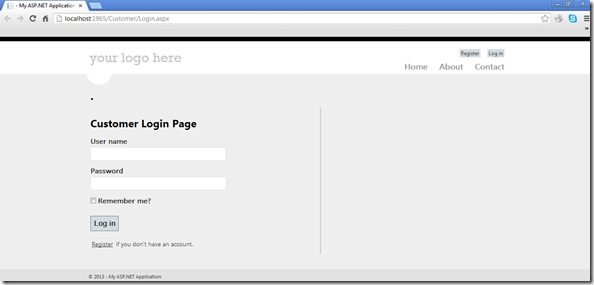 - My ASP.NET Application
localhost:1965/Customer/Login.aspx
your logo here
Register Log in
Home About Contact
.
Customer Login Page
User name
Password
Remember me?
Log in
Register if you don't have an account.
© 2013 - My ASP.NET Application